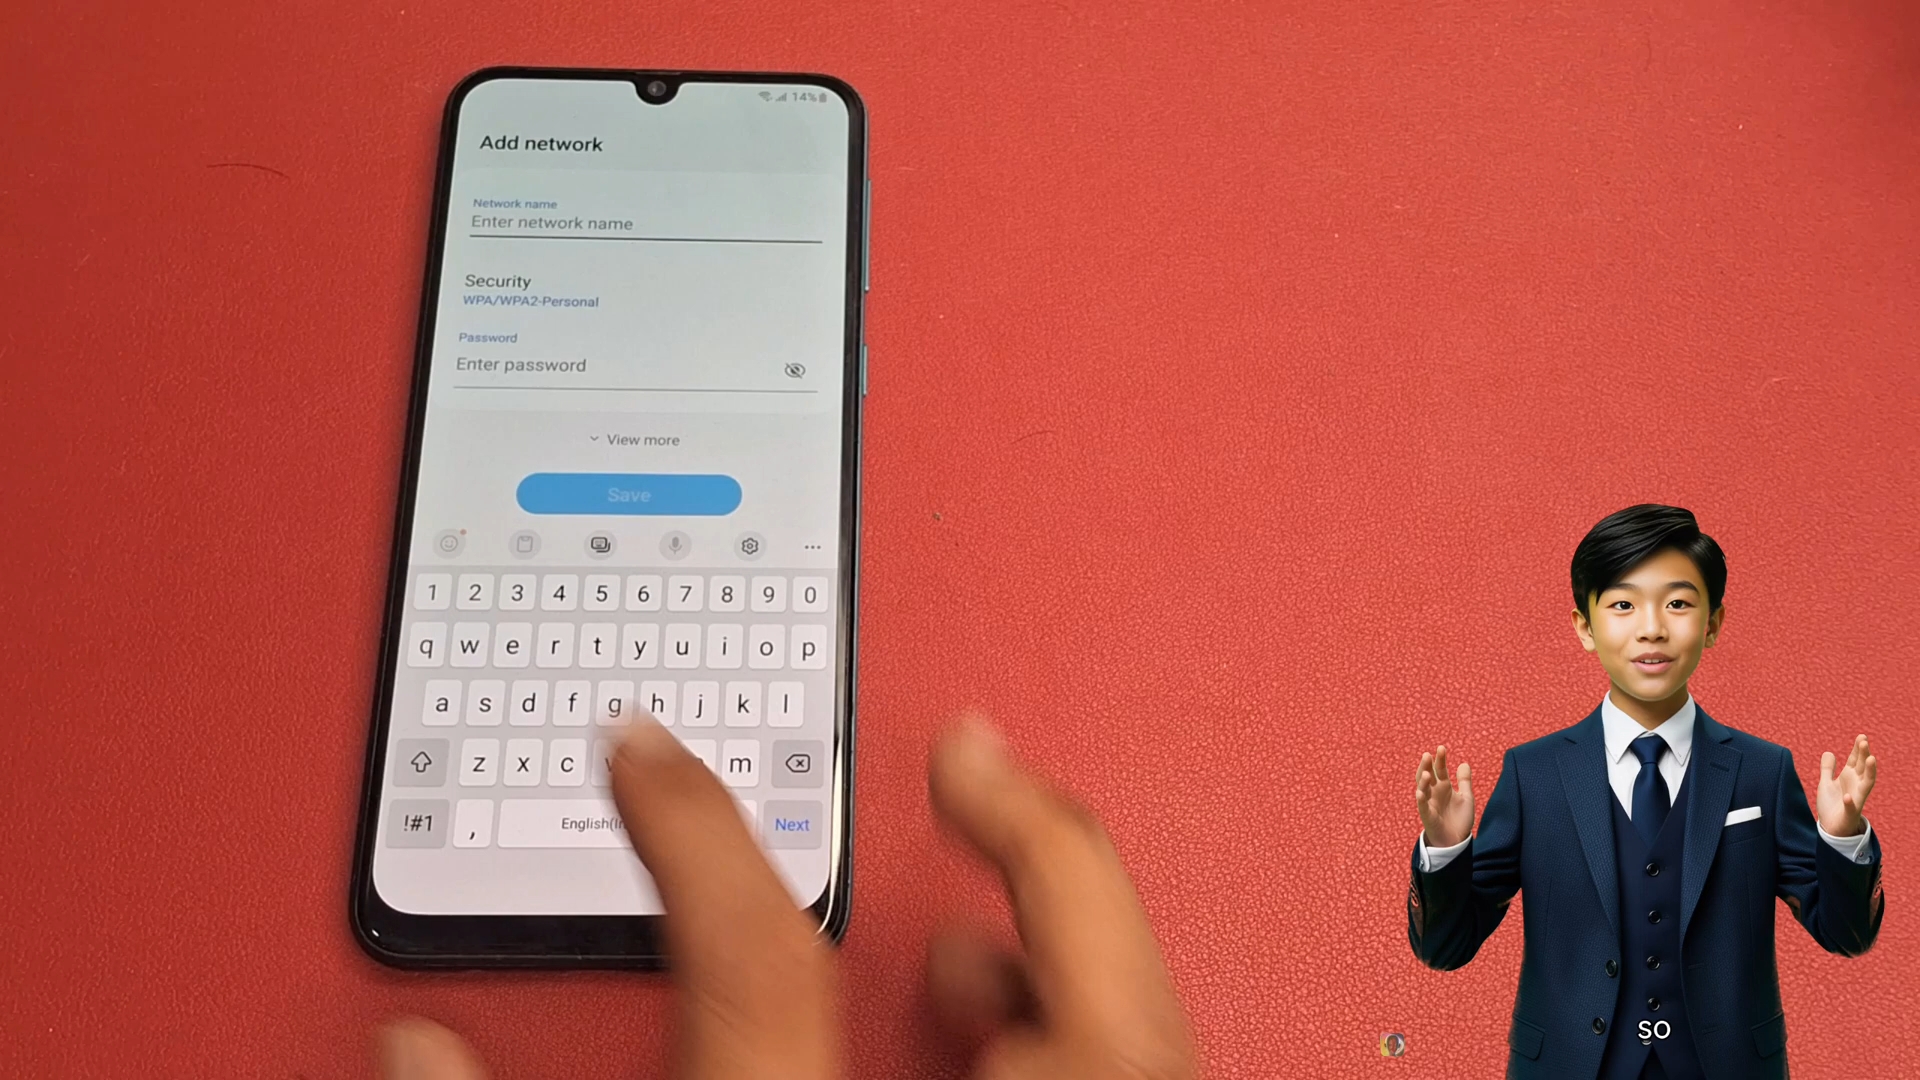 14%
Add network
Network name
Enter network name
Security
WPA/WPA2-Personal
Password
Enter password
View more
Save
1 2 3 4 5 6 7 8 9 0
q w e r t y u i o p
a s d f g h j k l
z x c m
!#1 , Next
SO